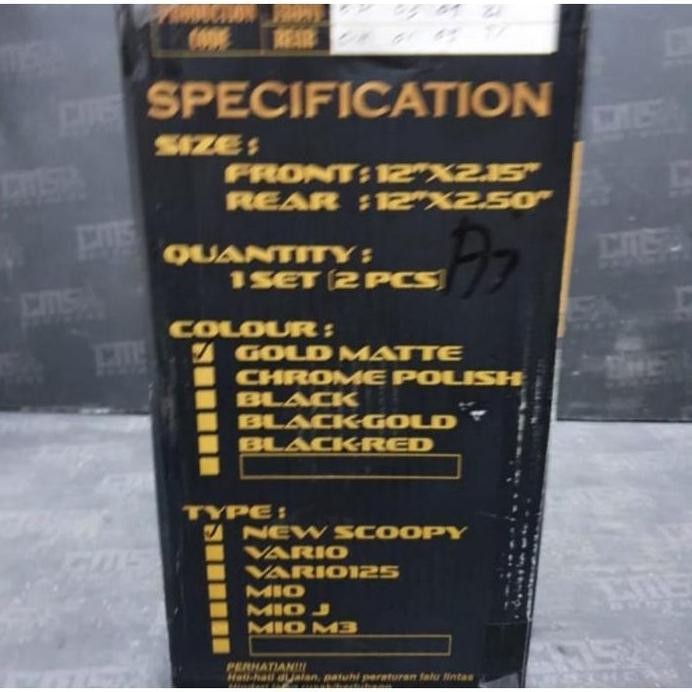 PRODUCTION CODE
FRONT
REAR
SPECIFICATION
SIZE :
FRONT : 12"X2.15"
REAR : 12"X2.50"
QUANTITY :
1 SET [2 PCS]
COLOUR :
GOLD MATTE
CHROME POLISH
BLACK
BLACK-GOLD
BLACK-RED
TYPE :
NEW SCOOPY
VARIO
VARIO125
MIO
MIO J
MIO M3
PERHATIAN!!!
Hati-hati di jalan, patuhi peraturan lalu lintas